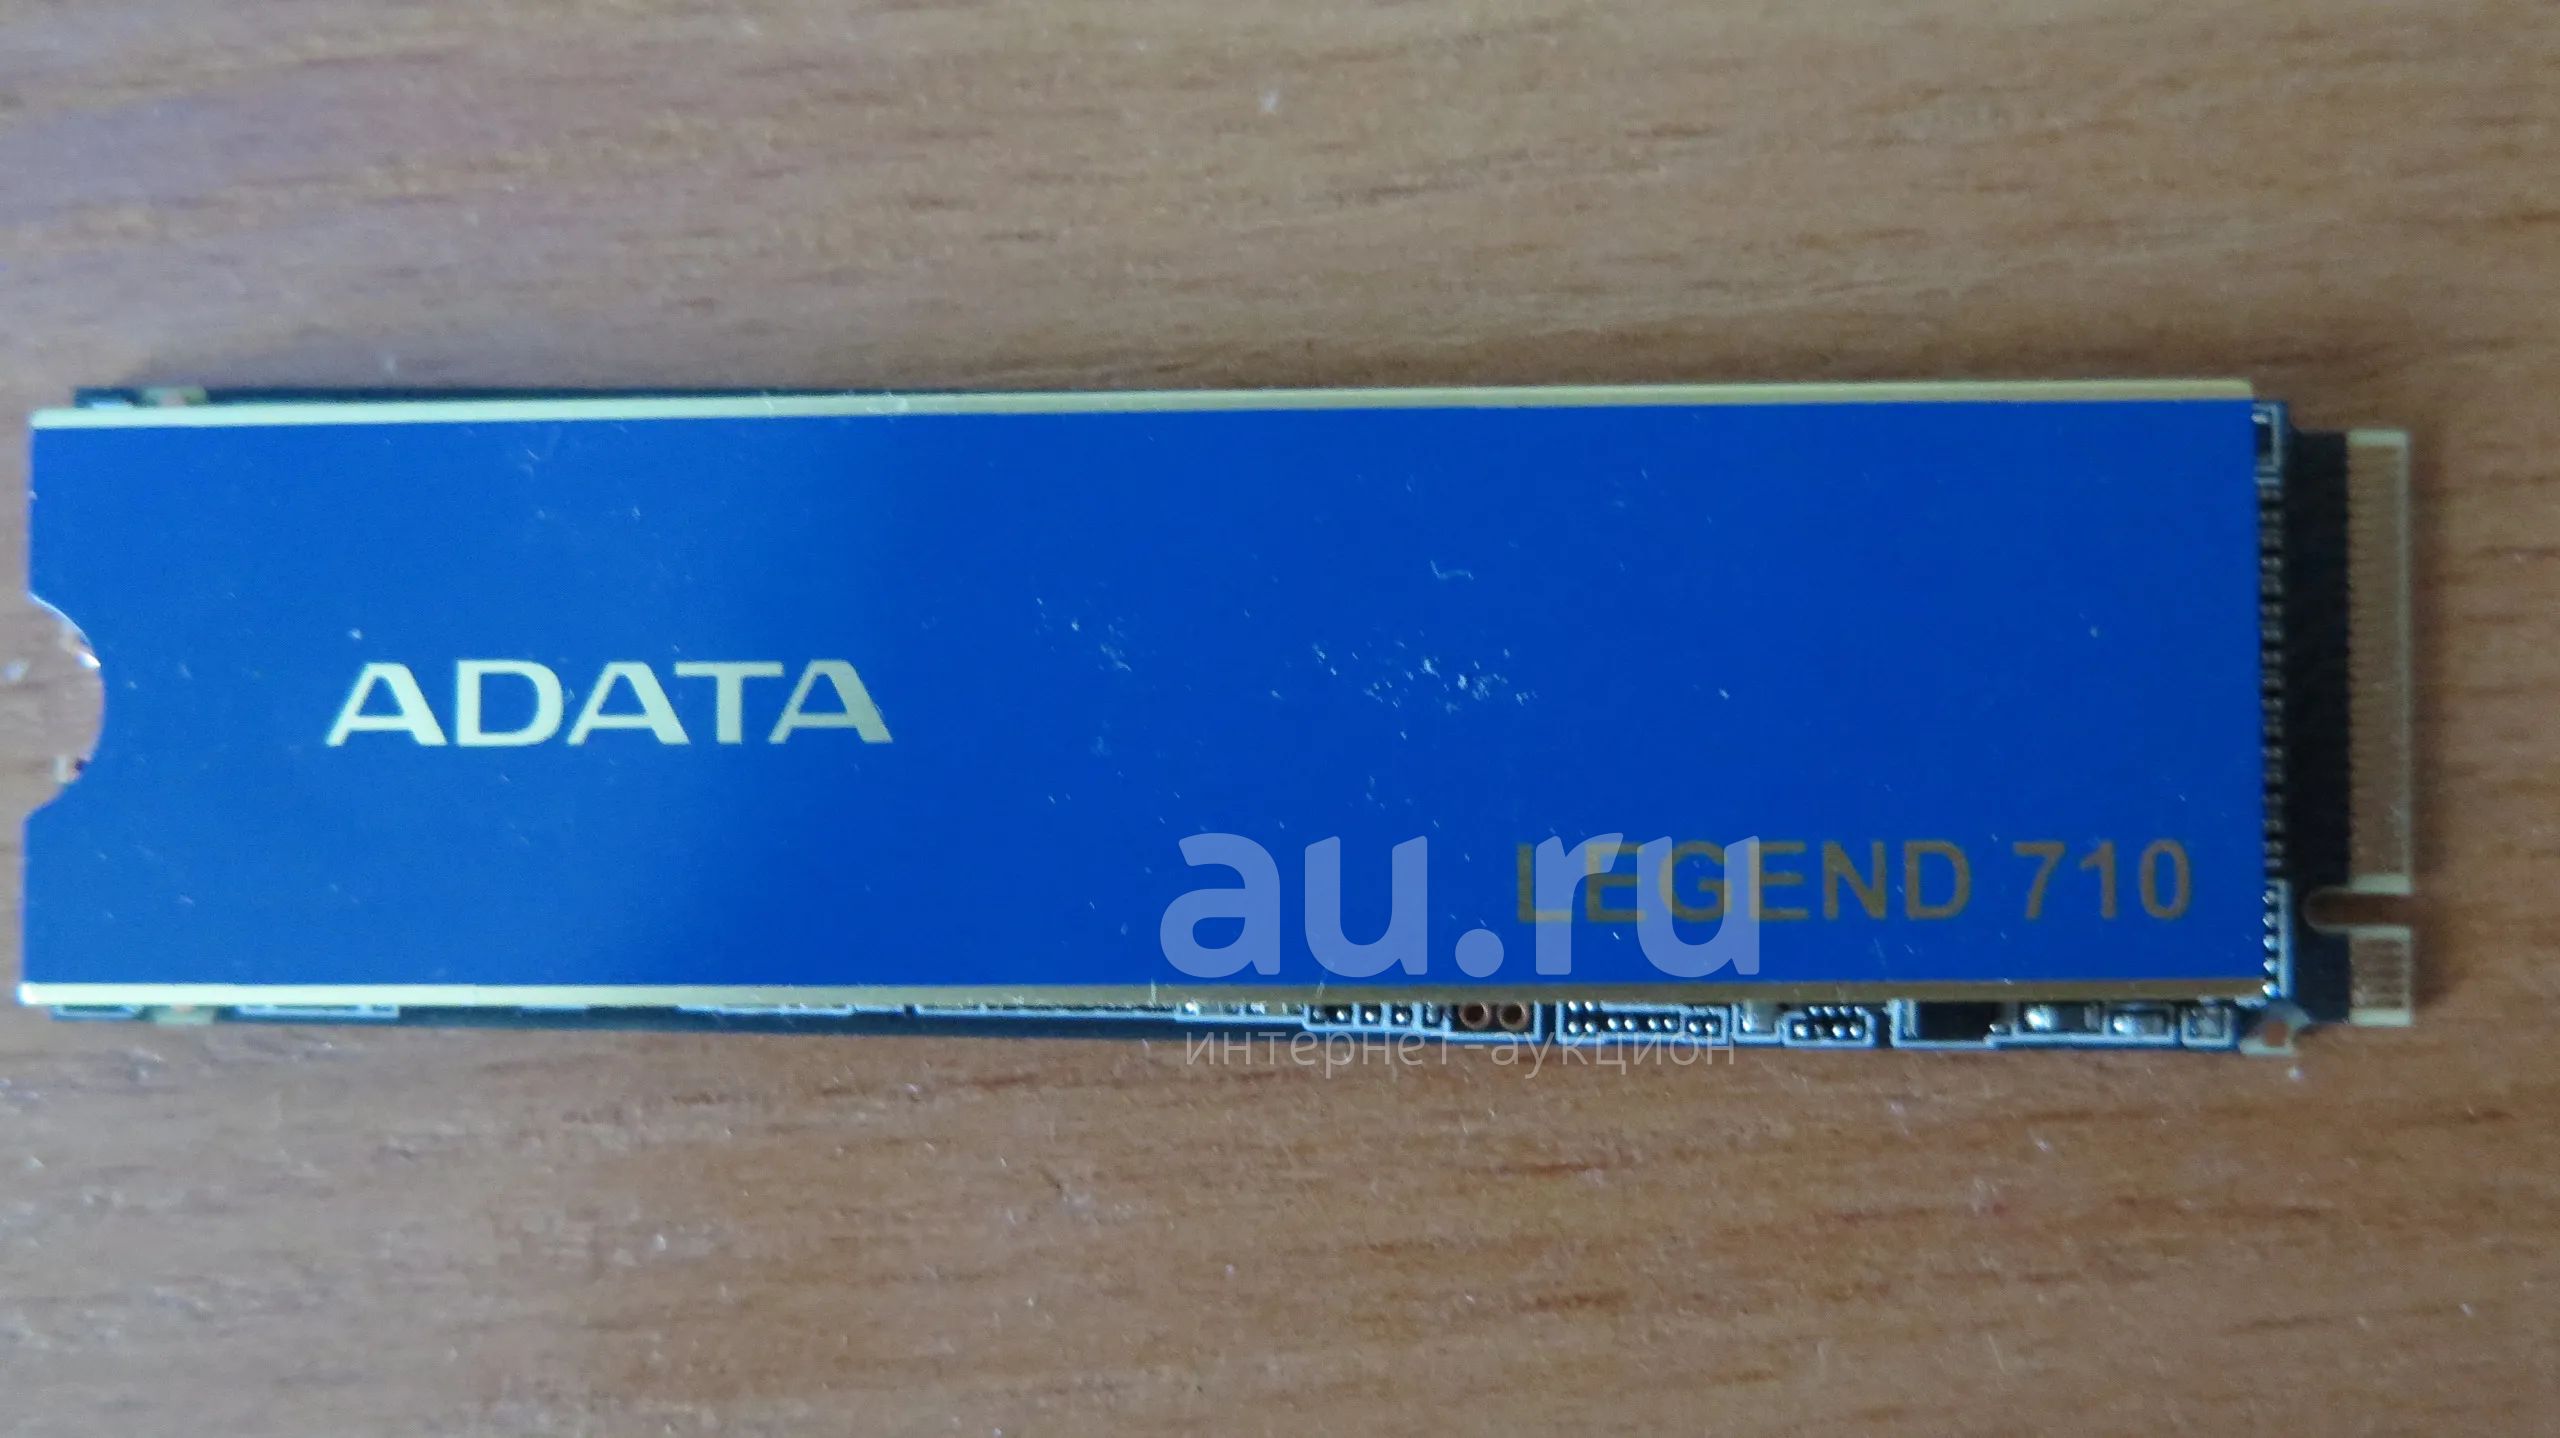 ADATA
LEGEND 710
au.ru
интернет-аукцион